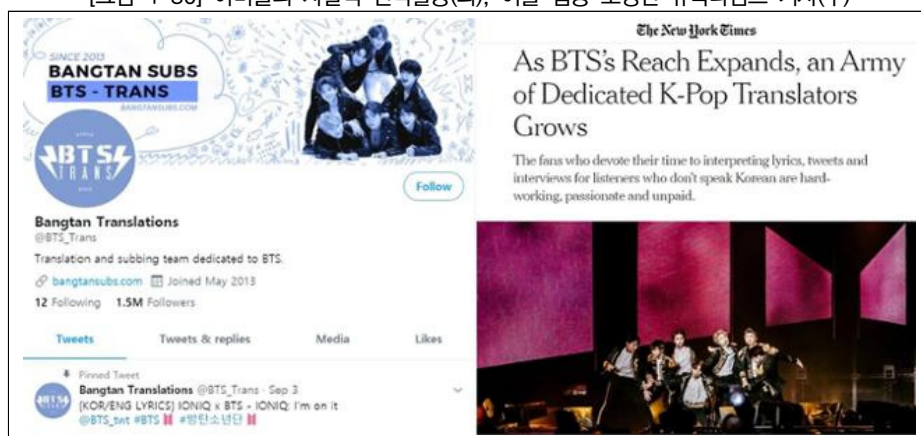 SINCE 2013
BANGTAN SUBS
BTS - TRANS
BANGTANSUBS.COM
BTS
TRANS
Follow
Bangtan Translations
@BTS_Trans
Translation and subbing team dedicated to BTS.
bangtansubs.com Joined May 2013
12 Following 1.5M Followers
Tweets Tweets & replies Media Likes
Pinned Tweet
Bangtan Translations @BTS_Trans · Sep 3
[KOR/ENG LYRICS] IONIQ x BTS - IONIQ: I'm on it
@BTS_twt #BTS #방탄소년단
The New York Times
As BTS's Reach Expands, an Army
of Dedicated K-Pop Translators
Grows
The fans who devote their time to interpreting lyrics, tweets and
interviews for listeners who don't speak Korean are hard-
working, passionate and unpaid.